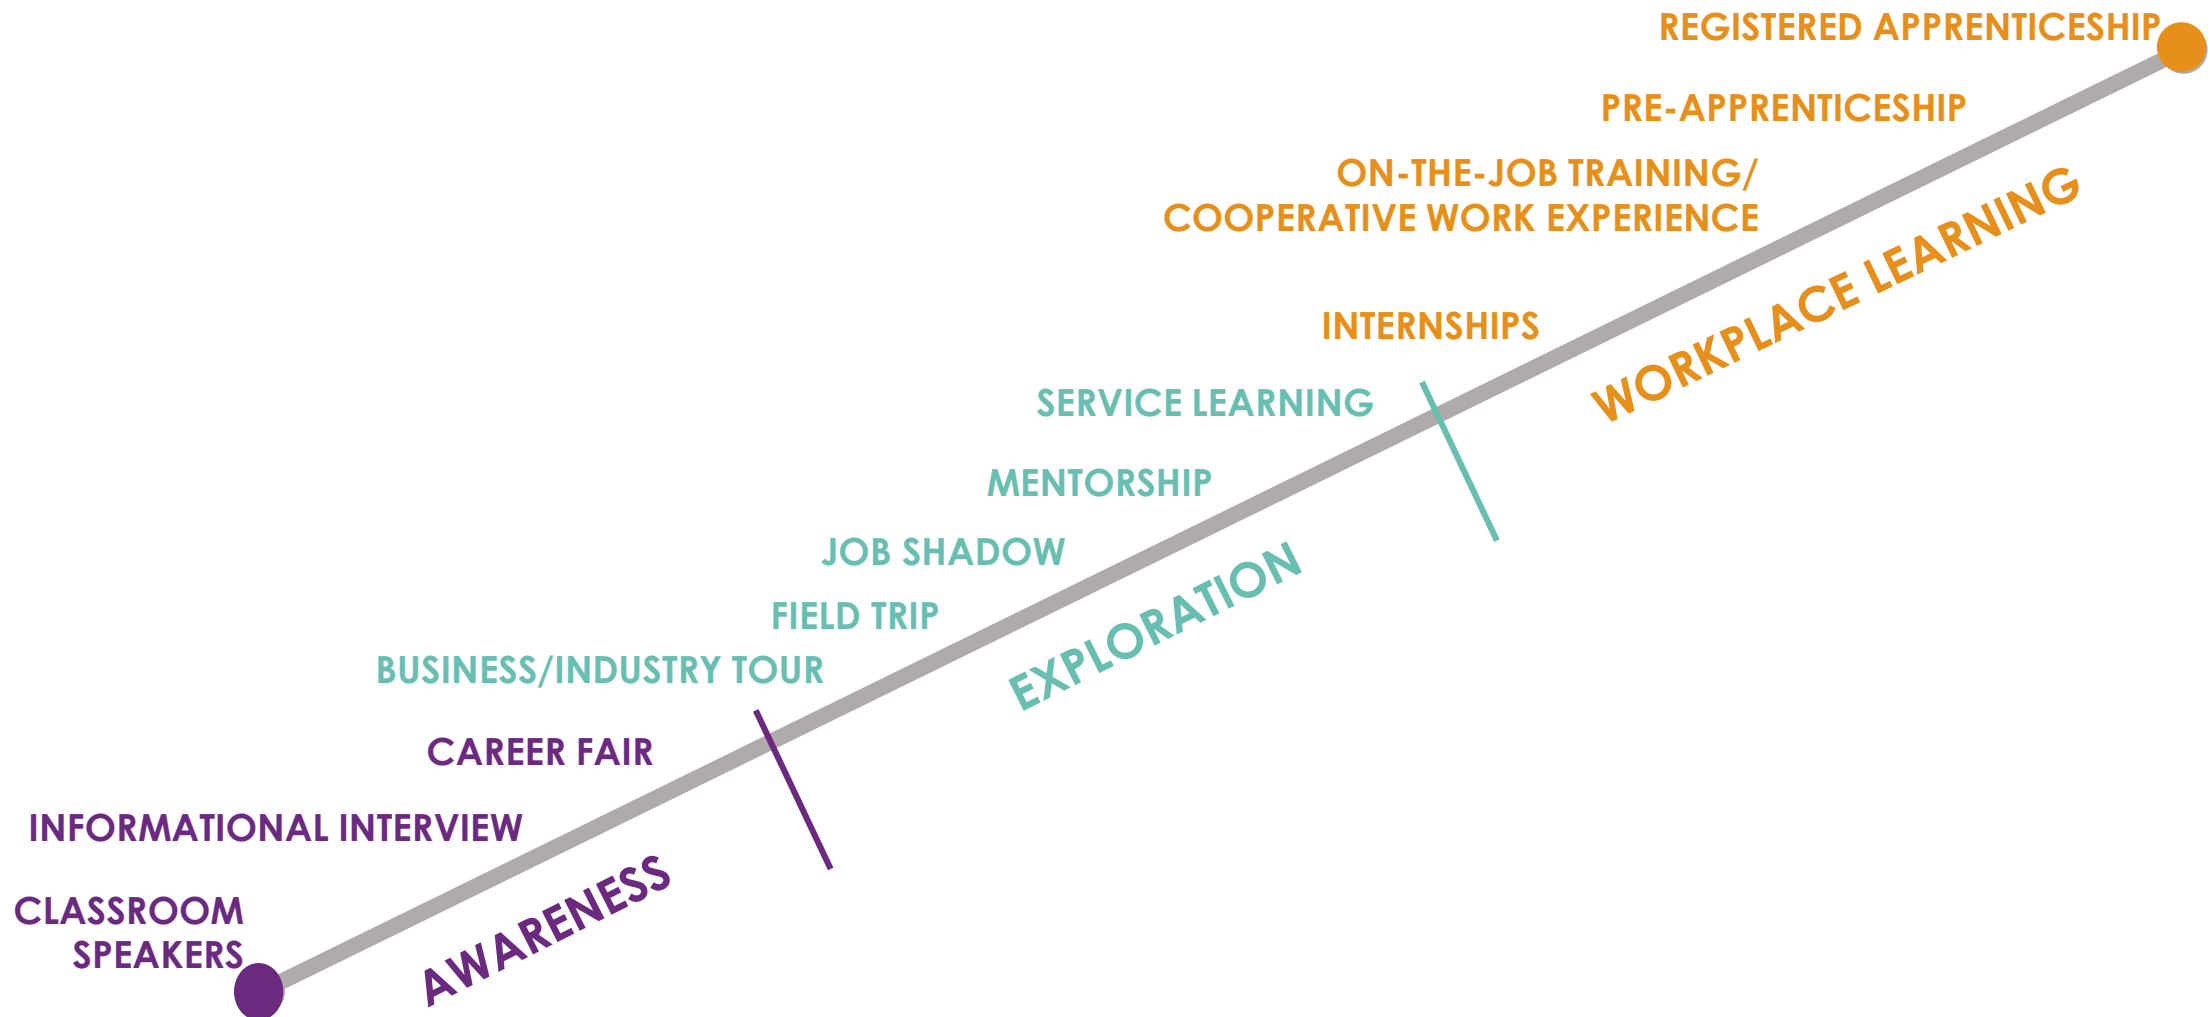 REGISTERED APPRENTICESHIP
PRE-APPRENTICESHIP
ON-THE-JOB TRAINING/
COOPERATIVE WORK EXPERIENCE
WORKPLACE LEARNING
INTERNSHIPS
SERVICE LEARNING
MENTORSHIP
JOB SHADOW
EXPLORATION
FIELD TRIP
BUSINESS/INDUSTRY TOUR
CAREER FAIR
INFORMATIONAL INTERVIEW
AWARENESS
CLASSROOM
SPEAKERS